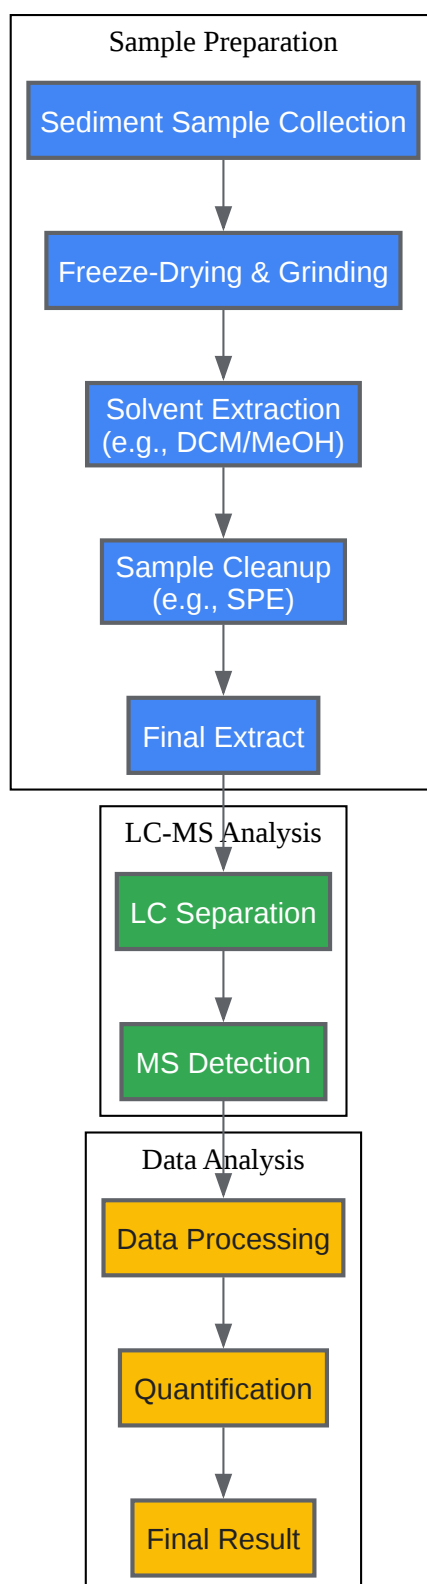 Sample Preparation
Sediment Sample Collection
Freeze-Drying & Grinding
Solvent Extraction
(e.g., DCM/MeOH)
Sample Cleanup
(e.g., SPE)
Final Extract
LC-MS Analysis
LC Separation
MS Detection
Data Analysis
Data Processing
Quantification
Final Result